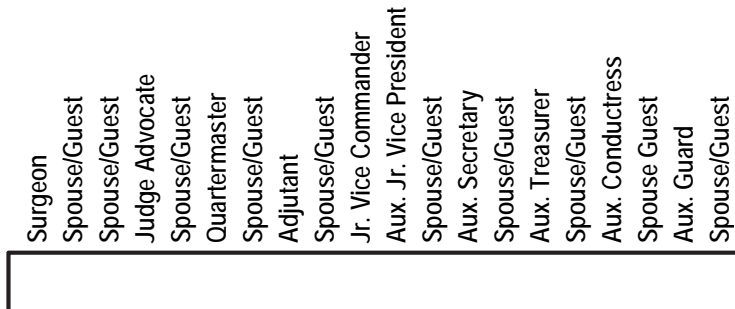 Surgeon
Spouse/Guest
Spouse/Guest
Judge Advocate
Spouse/Guest
Quartermaster
Spouse/Guest
Adjutant
Spouse/Guest
Jr. Vice Commander
Aux. Jr. Vice President
Spouse/Guest
Aux. Secretary
Spouse/Guest
Aux. Treasurer
Spouse/Guest
Aux. Conductress
Spouse Guest
Aux. Guard
Spouse/Guest